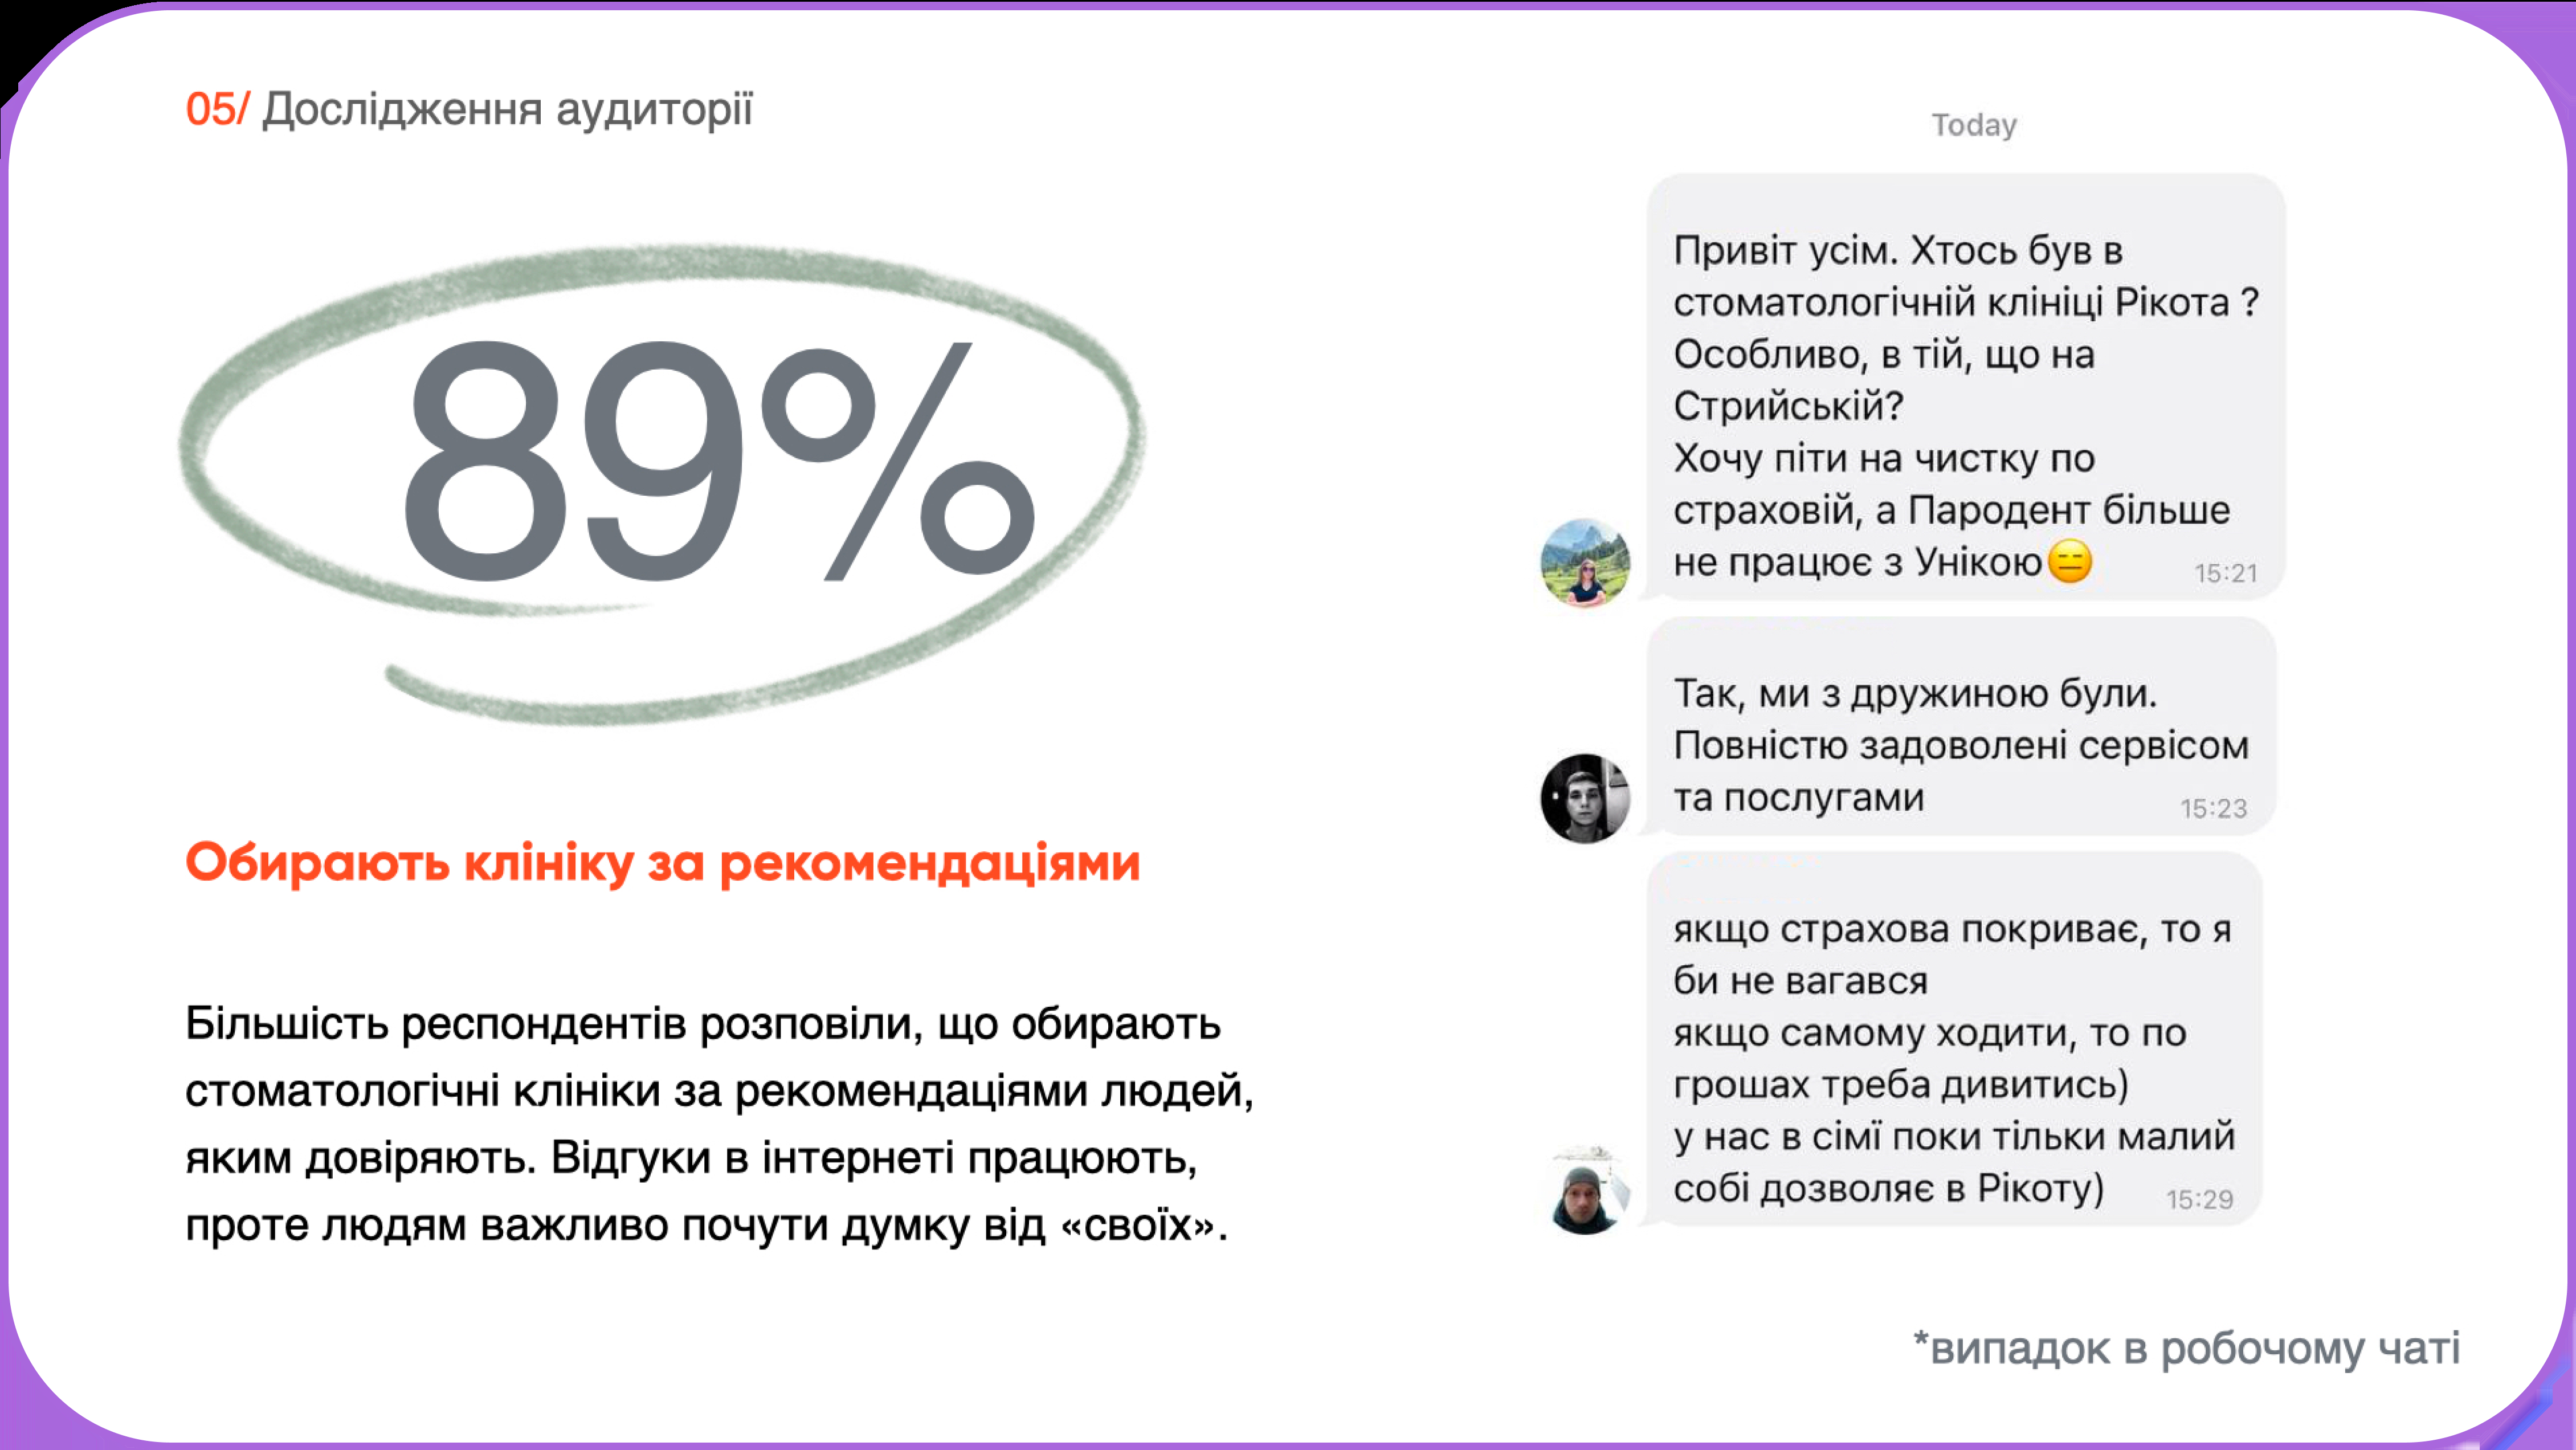 05/ Дослідження аудиторії
89%
Обирають клініку за рекомендаціями
Більшість респондентів розповіли, що обирають
стоматологічні клініки за рекомендаціями людей,
яким довіряють. Відгуки в інтернеті працюють,
проте людям важливо почути думку від «своїх».
Today
Привіт усім. Хтось був в
стоматологічній клініці Рікота ?
Особливо, в тій, що на
Стрийській?
Хочу піти на чистку по
страховій, а Пародент більше
не працює з Унікою😑
15:21
Так, ми з дружиною були.
Повністю задоволені сервісом
та послугами
15:23
якщо страхова покриває, то я
би не вагався
якщо самому ходити, то по
грошах треба дивитись)
у нас в сімї поки тільки малий
собі дозволяє в Рікоту)
15:29
*випадок в робочому чаті